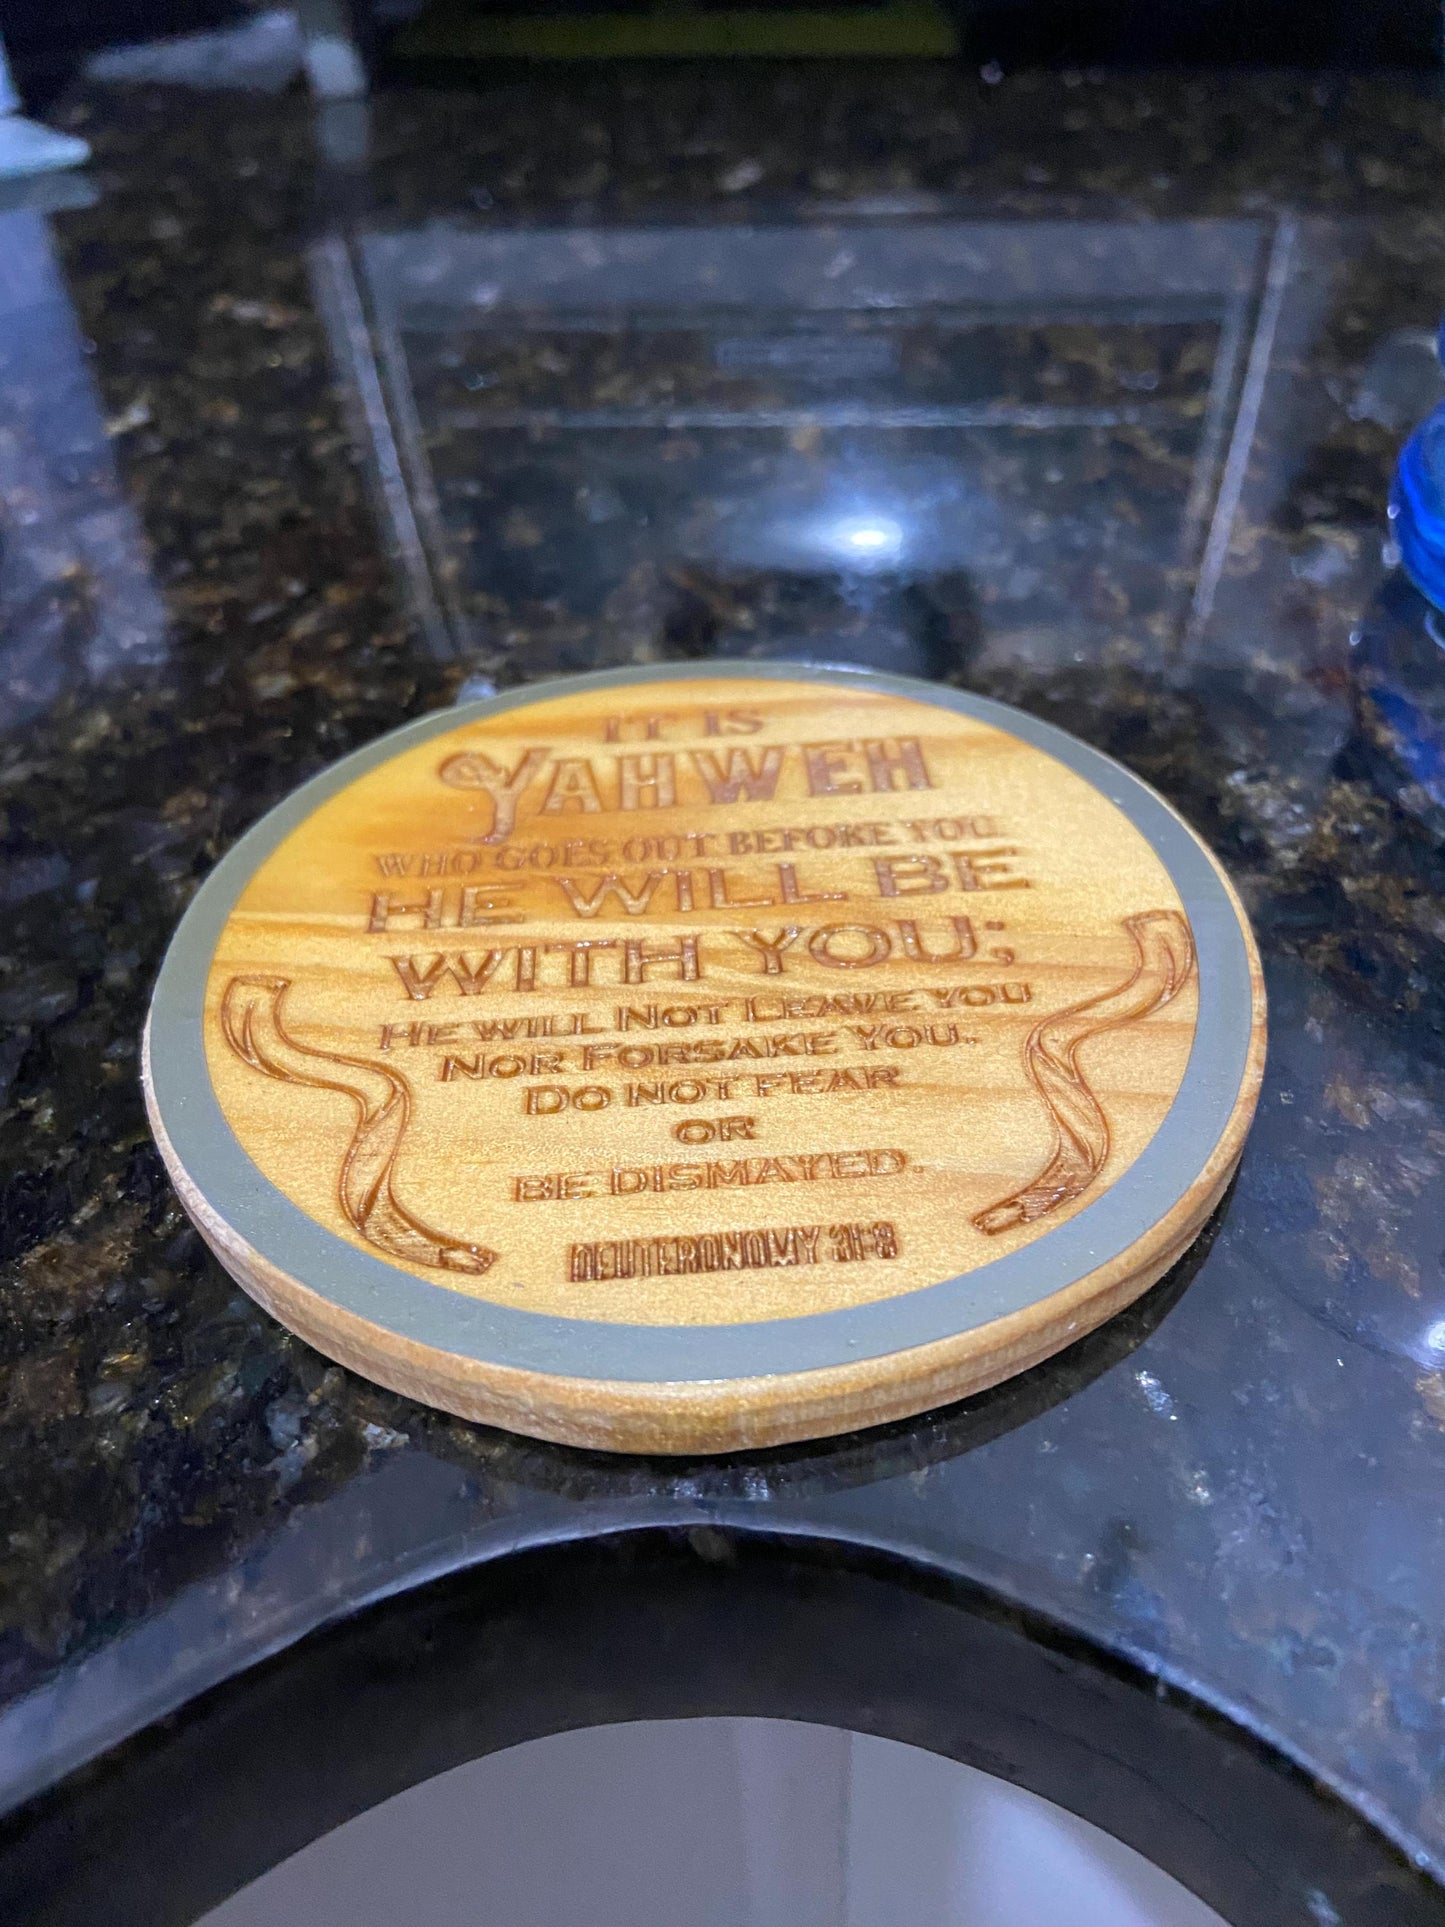 IT IS
YAHWEH
WHO GOES OUT BEFORE YOU
HE WILL BE
WITH YOU;
HE WILL NOT LEAVE YOU
NOR FORSAKE YOU.
DO NOT FEAR
OR
BE DISMAYED.
DEUTERONOMY 31:8